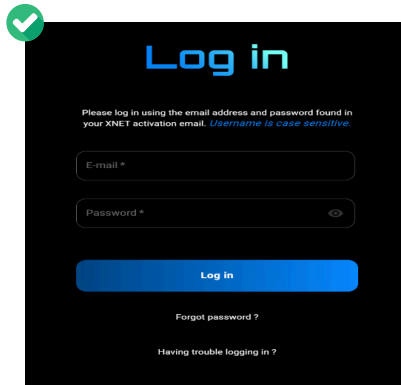 Log in
Please log in using the email address and password found in
your XNET activation email. Username is case sensitive.
E-mail *
Password *
Log in
Forgot password ?
Having trouble logging in ?